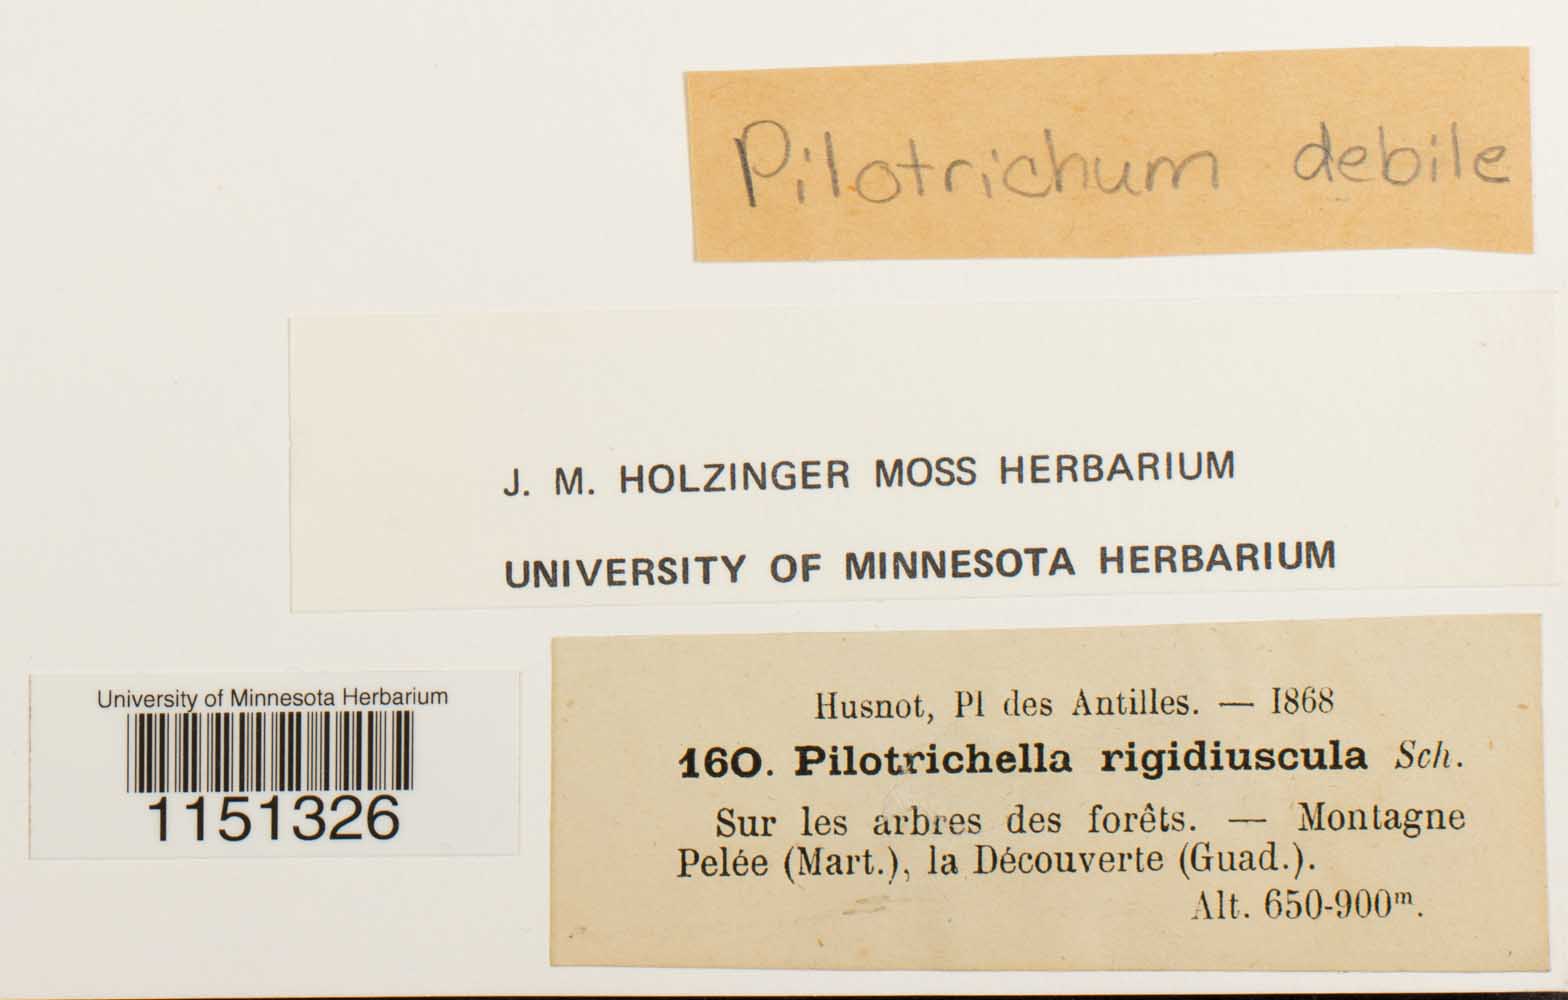 Pilotrichum debile
J. M. HOLZINGER MOSS HERBARIUM
UNIVERSITY OF MINNESOTA HERBARIUM
University of Minnesota Herbarium
1151326
Husnot, Pl des Antilles. — 1868
160. Pilotrichella rigidiuscula Sch.
Sur les arbres des forêts. — Montagne
Pelée (Mart.), la Découverte (Guad.).
Alt. 650-900ᵐ.